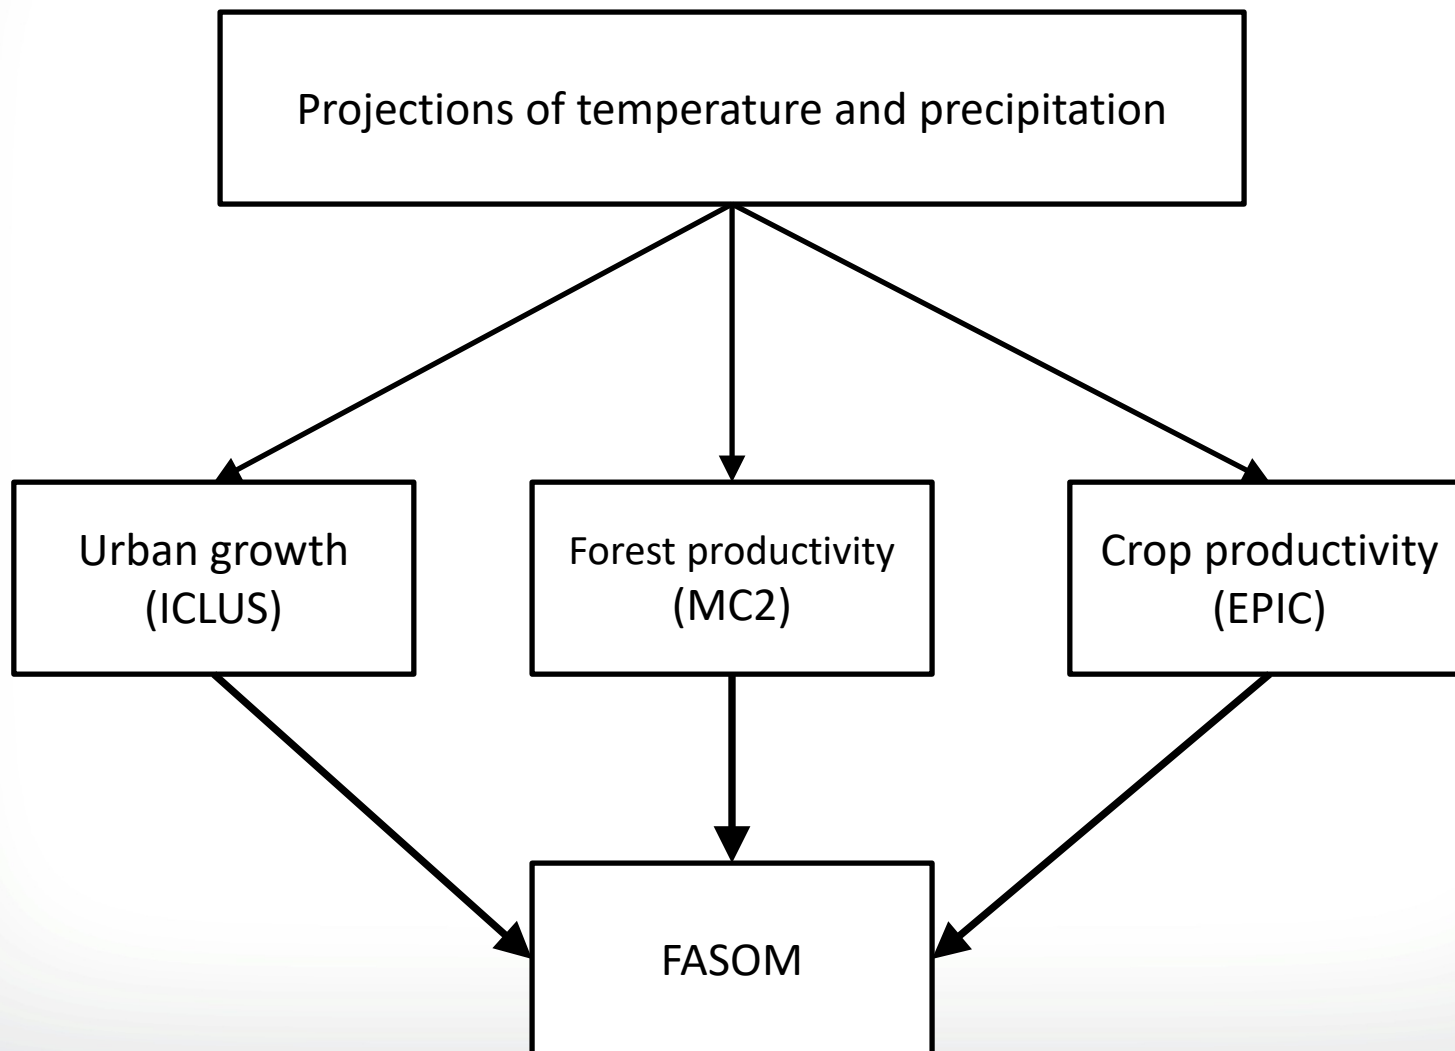 Projections of temperature and precipitation
Urban growth
(ICLUS)
Forest productivity
(MC2)
Crop productivity
(EPIC)
FASOM